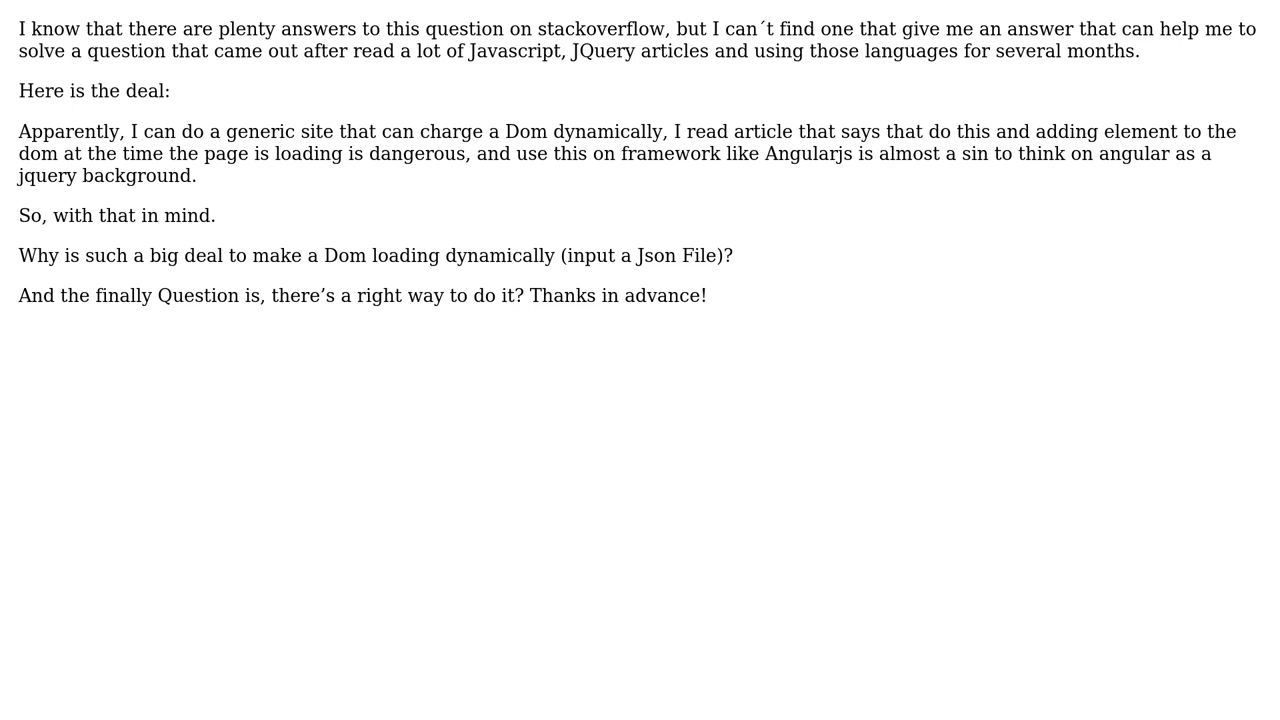 I know that there are plenty answers to this question on stackoverflow, but I can´t find one that give me an answer that can help me to
solve a question that came out after read a lot of Javascript, JQuery articles and using those languages for several months.
Here is the deal:
Apparently, I can do a generic site that can charge a Dom dynamically, I read article that says that do this and adding element to the
dom at the time the page is loading is dangerous, and use this on framework like Angularjs is almost a sin to think on angular as a
jquery background.
So, with that in mind.
Why is such a big deal to make a Dom loading dynamically (input a Json File)?
And the finally Question is, there’s a right way to do it? Thanks in advance!